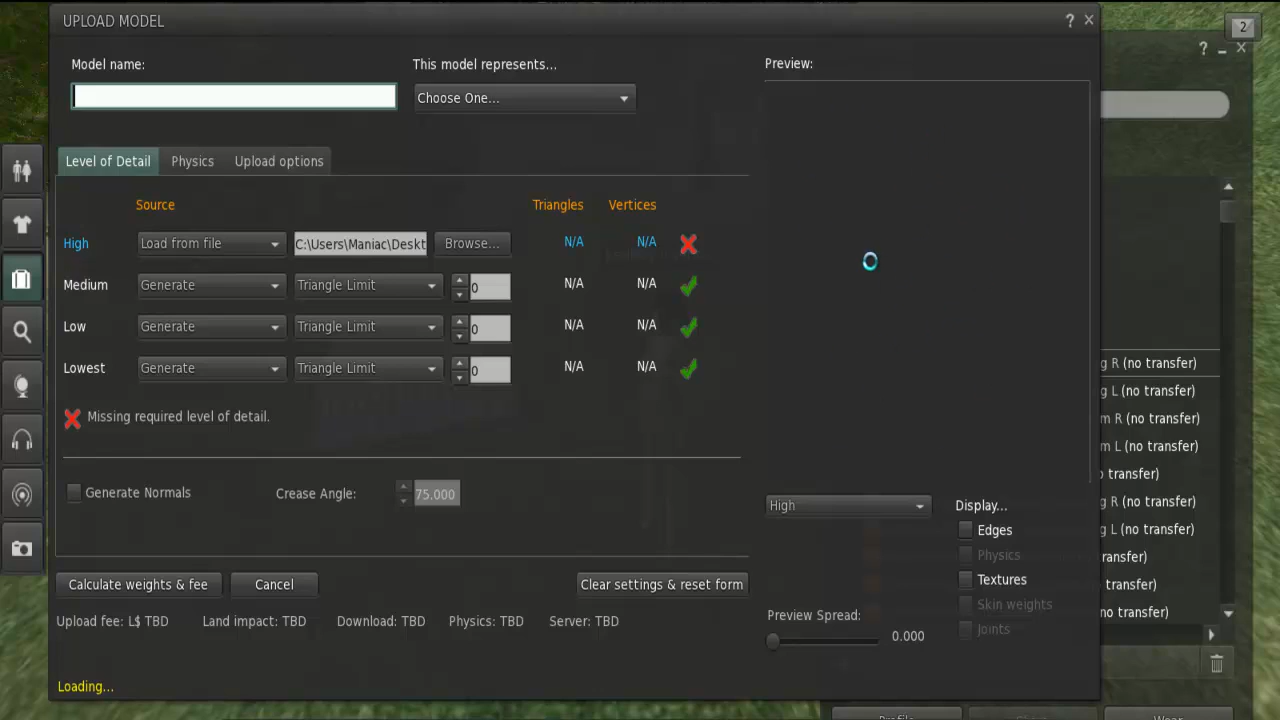 UPLOAD MODEL
?
2
Model name:
This model represents...
Preview:
Choose One...
Level of Detail
Physics
Upload options
Source
Triangles
Vertices
High
Load from file
C:\Users\Maniac\Deskt
Browse...
N/A
N/A
Medium
Generate
Triangle Limit
0
N/A
N/A
Low
Generate
Triangle Limit
0
N/A
N/A
Lowest
Generate
Triangle Limit
0
N/A
N/A
Missing required level of detail.
Generate Normals
Crease Angle:
75.000
High
Display...
Edges
Physics
Textures
Skin weights
Joints
Preview Spread:
0.000
Calculate weights & fee
Cancel
Clear settings & reset form
Upload fee: L$ TBD
Land impact: TBD
Download: TBD
Physics: TBD
Server: TBD
Loading...
?
g R (no transfer)
g L (no transfer)
m R (no transfer)
m L (no transfer)
o transfer)
g R (no transfer)
g L (no transfer)
ansfer)
transfer)
no transfer)
Profile
Share
Wear